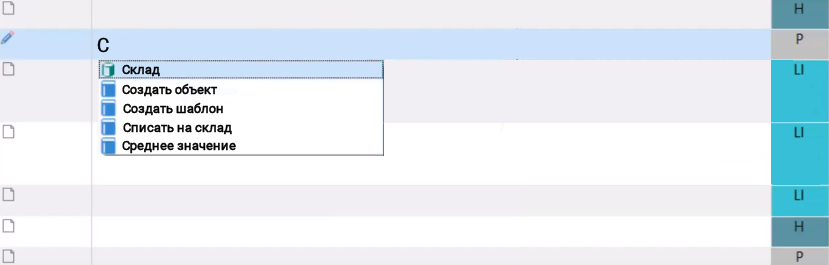 H
С
P
Склад
LI
Создать объект
Создать шаблон
Списать на склад
LI
Среднее значение
LI
H
P